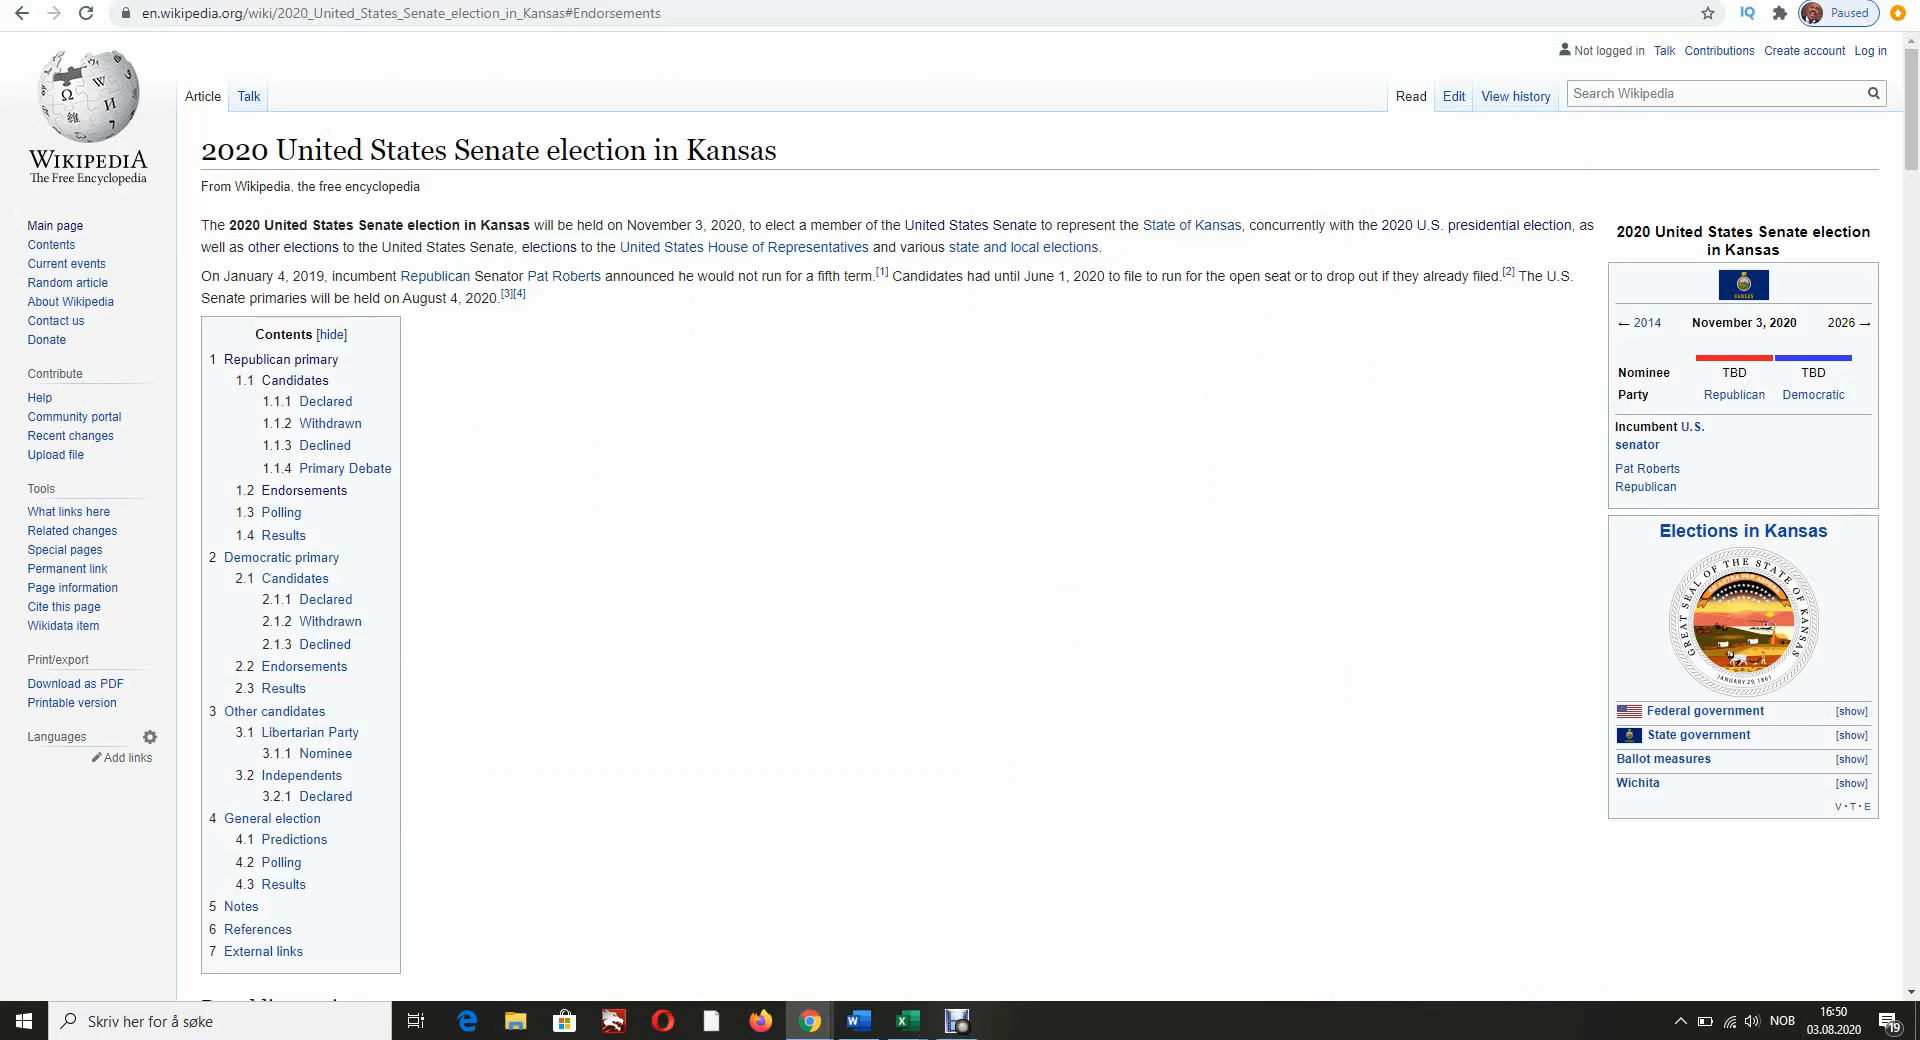 en.wikipedia.org/wiki/2020_United_States_Senate_election_in_Kansas#Endorsements
IQ
Paused
Not logged in Talk Contributions Create account Log in
Article Talk
Read Edit View history
Search Wikipedia
WIKIPEDIA
The Free Encyclopedia
2020 United States Senate election in Kansas
From Wikipedia, the free encyclopedia
The 2020 United States Senate election in Kansas will be held on November 3, 2020, to elect a member of the United States Senate to represent the State of Kansas, concurrently with the 2020 U.S. presidential election, as
well as other elections to the United States Senate, elections to the United States House of Representatives and various state and local elections.
On January 4, 2019, incumbent Republican Senator Pat Roberts announced he would not run for a fifth term.[1] Candidates had until June 1, 2020 to file to run for the open seat or to drop out if they already filed.[2] The U.S.
Senate primaries will be held on August 4, 2020.[3][4]
Main page
Contents
Current events
Random article
About Wikipedia
Contact us
Donate
Contribute
Help
Community portal
Recent changes
Upload file
Tools
What links here
Related changes
Special pages
Permanent link
Page information
Cite this page
Wikidata item
Print/export
Download as PDF
Printable version
Languages
Add links
Contents [hide]
1 Republican primary
1.1 Candidates
1.1.1 Declared
1.1.2 Withdrawn
1.1.3 Declined
1.1.4 Primary Debate
1.2 Endorsements
1.3 Polling
1.4 Results
2 Democratic primary
2.1 Candidates
2.1.1 Declared
2.1.2 Withdrawn
2.1.3 Declined
2.2 Endorsements
2.3 Results
3 Other candidates
3.1 Libertarian Party
3.1.1 Nominee
3.2 Independents
3.2.1 Declared
4 General election
4.1 Predictions
4.2 Polling
4.3 Results
5 Notes
6 References
7 External links
2020 United States Senate election
in Kansas
KANSAS
← 2014 November 3, 2020 2026 →
Nominee TBD TBD
Party Republican Democratic
Incumbent U.S.
senator
Pat Roberts
Republican
Elections in Kansas
GREAT SEAL OF THE STATE OF KANSAS
JANUARY 29, 1861
Federal government [show]
State government [show]
Ballot measures [show]
Wichita [show]
V · T · E
Skriv her for å søke
NOB
16:50
03.08.2020
19